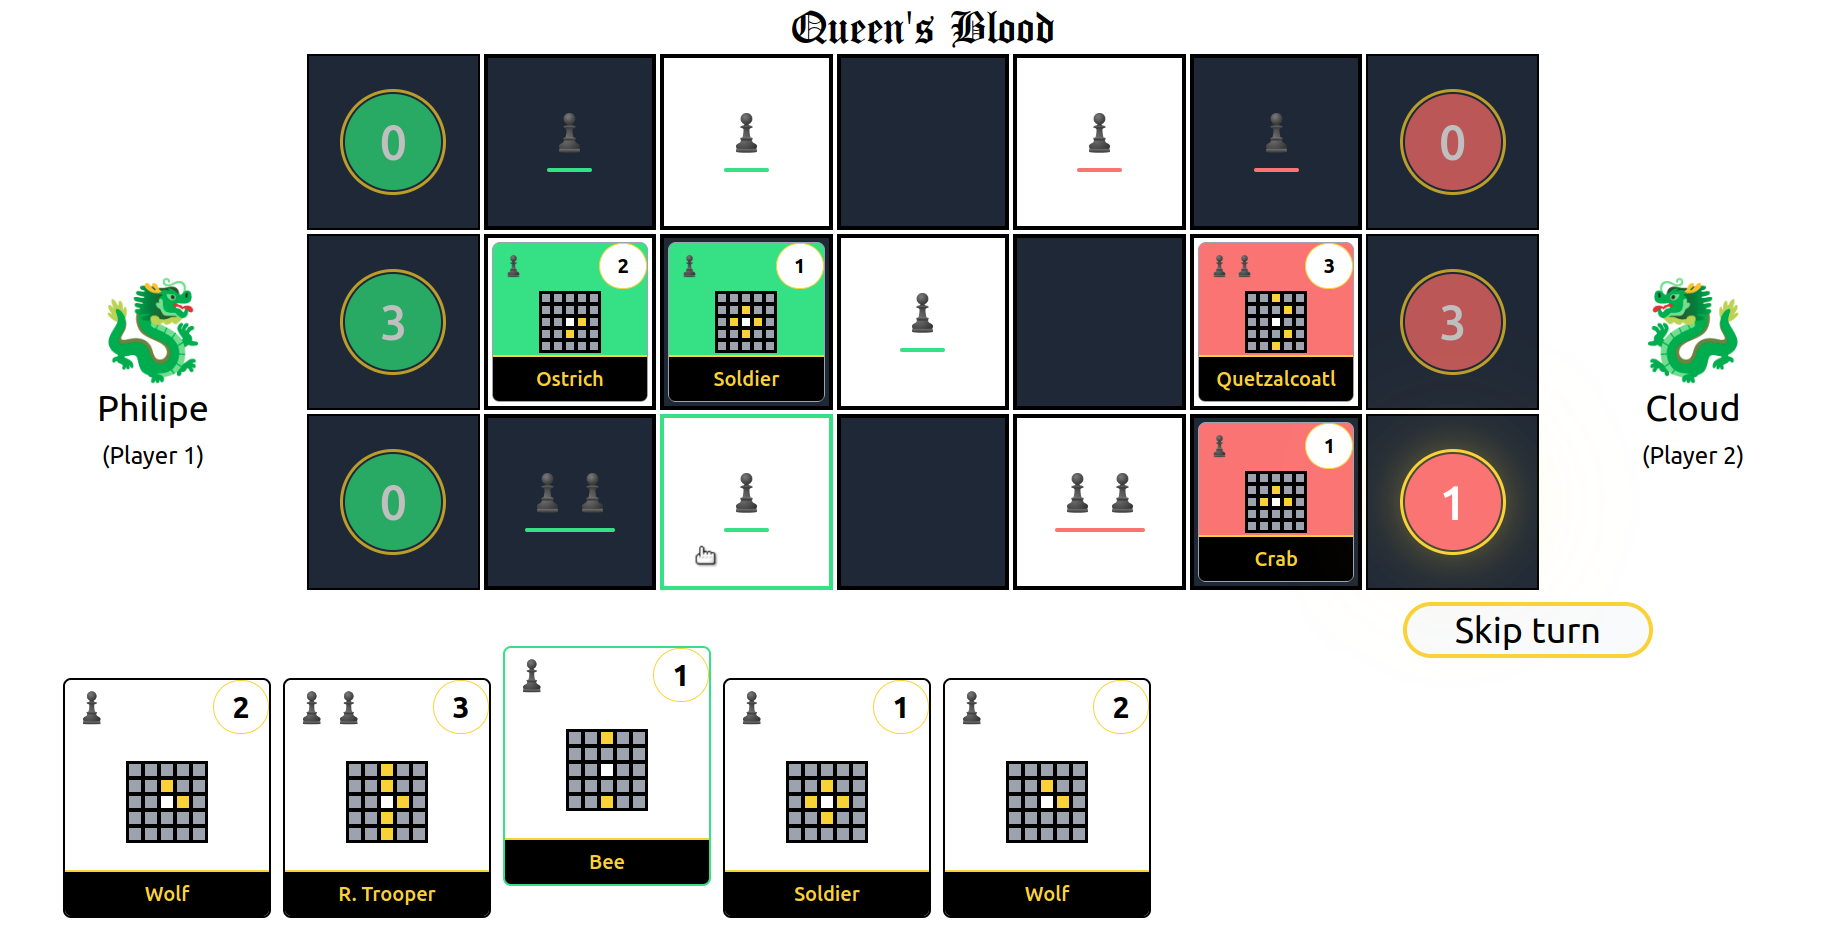 Queen's Blood
0
0
3
2
Ostrich
1
Soldier
3
Quetzalcoatl
3
Philipe
(Player 1)
Cloud
(Player 2)
0
1
Crab
1
Skip turn
2
Wolf
3
R. Trooper
1
Bee
1
Soldier
2
Wolf